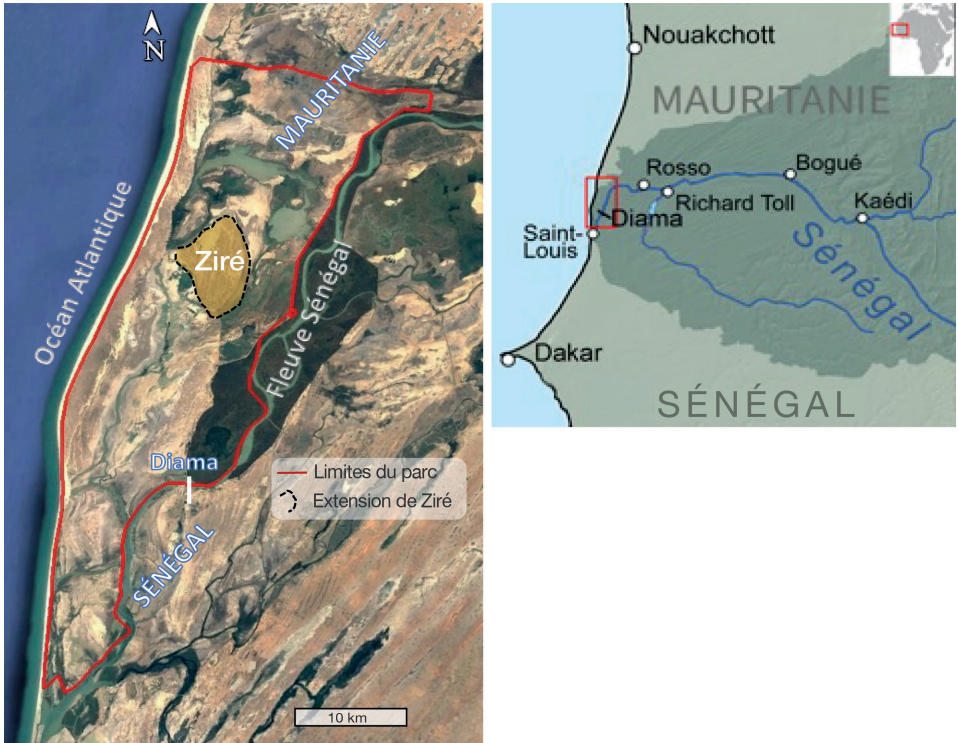 N
MAURITANIE
Océan Atlantique
Ziré
Fleuve Sénégal
Diama
Limites du parc
Extension de Ziré
SÉNÉGAL
10 km
Nouakchott
MAURITANIE
Rosso
Bogué
Richard Toll
Kaédi
Diama
Saint-
Louis
Sénégal
Dakar
SÉNÉGAL